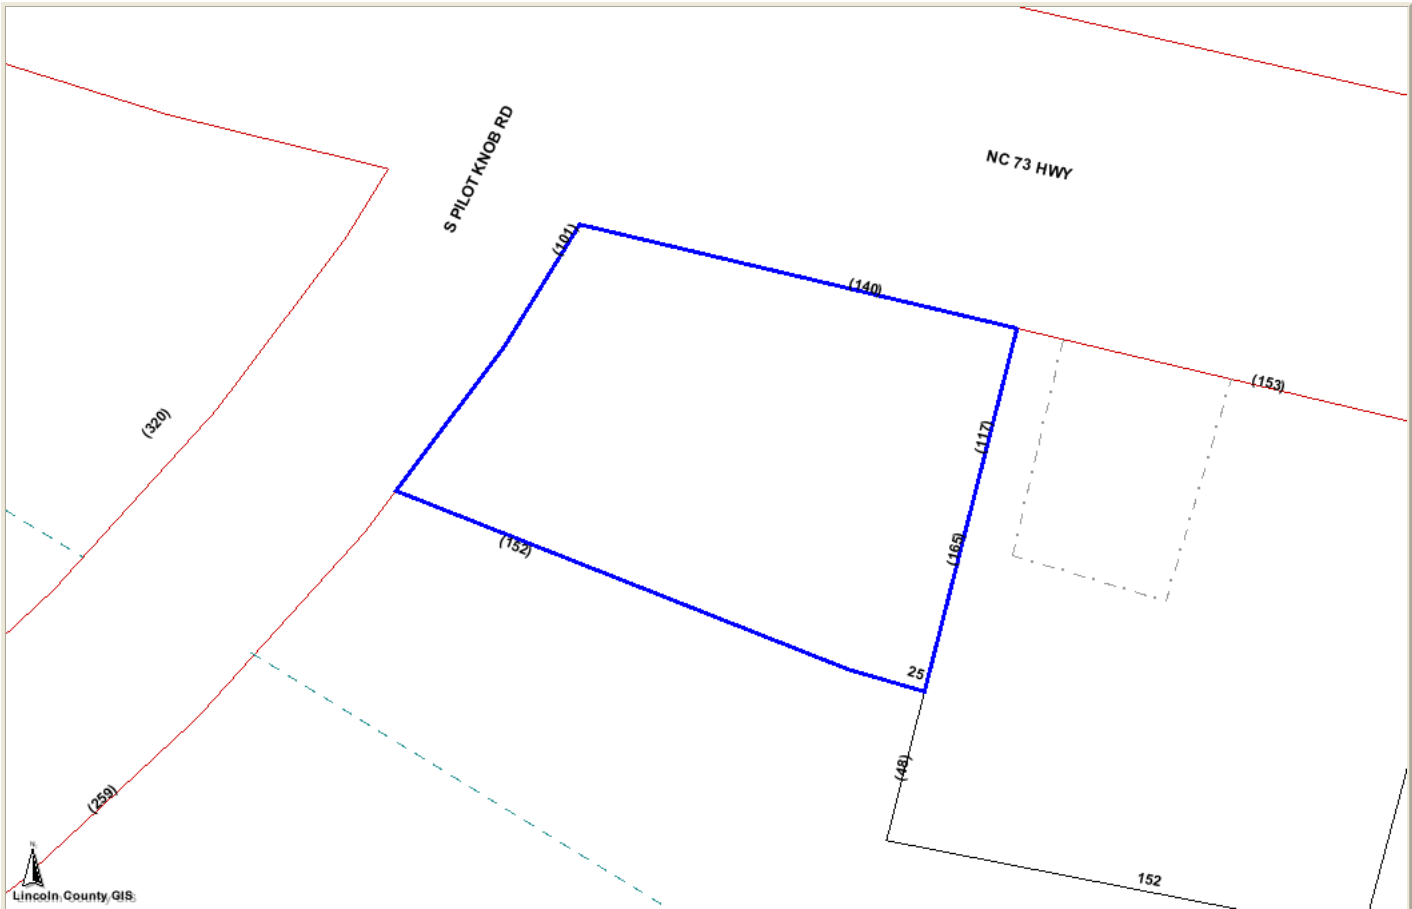 S PILOT KNOB RD
NC 73 HWY
(101)
(140)
(153)
(320)
(117)
(152)
(165)
25
(48)
(259)
152
N
Lincoln County GIS